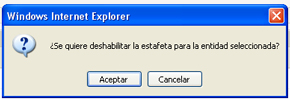 Windows Internet Explorer
¿Se quiere deshabilitar la estafeta para la entidad seleccionada?
Aceptar
Cancelar